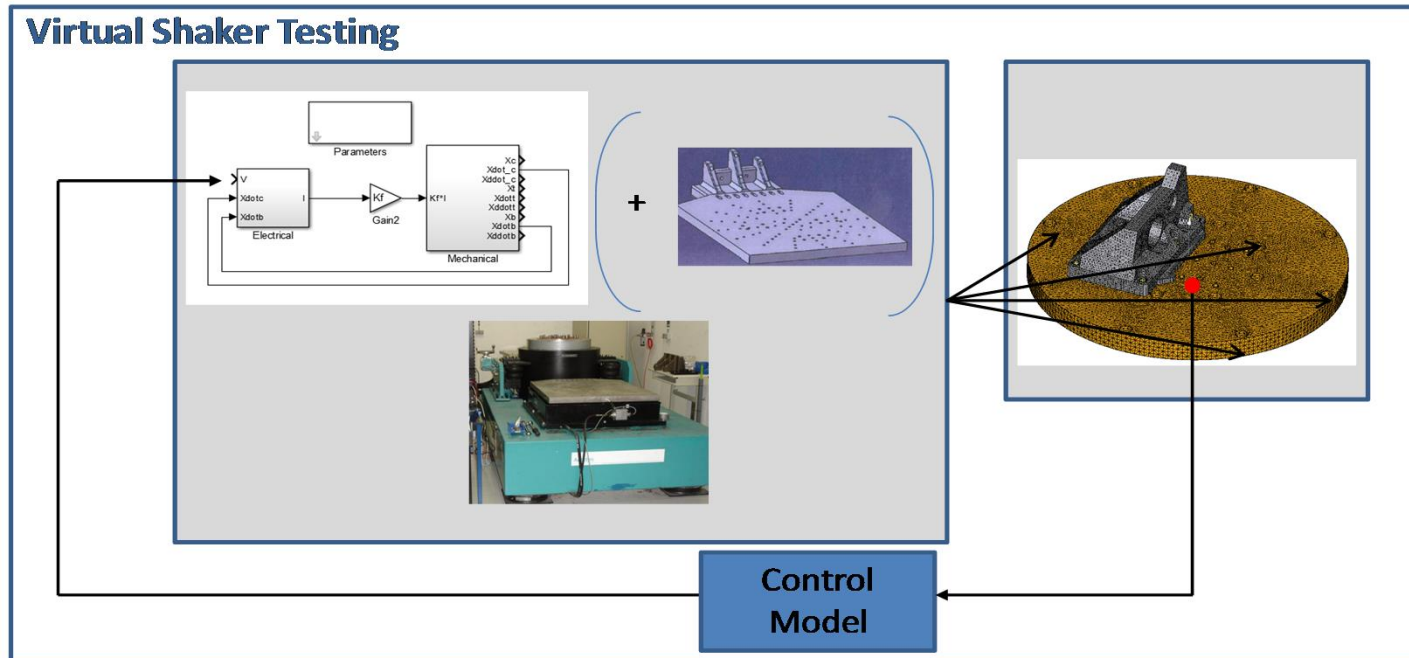 Virtual Shaker Testing
Parameters
V
Xdotc
Xdotb
I
Electrical
Kf
Gain2
Kf*I
Xc
Xdot_c
Xddot_c
Xt
Xdott
Xddott
Xb
Xdotb
Xddotb
Mechanical
+
Control
Model